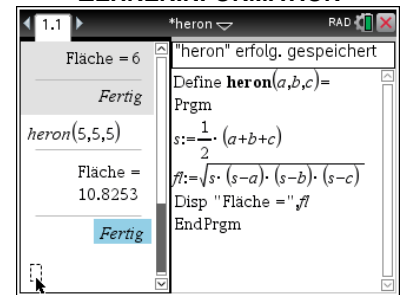 1.1
*heron
RAD
Fläche =6
Fertig
heron(5,5,5)
Fläche =
10.8253
Fertig
"heron" erfolg. gespeichert
Define heron(a,b,c)=
Prgm
s:=1/2·(a+b+c)
fl:=√s·(s−a)·(s−b)·(s−c)
Disp "Fläche =",fl
EndPrgm